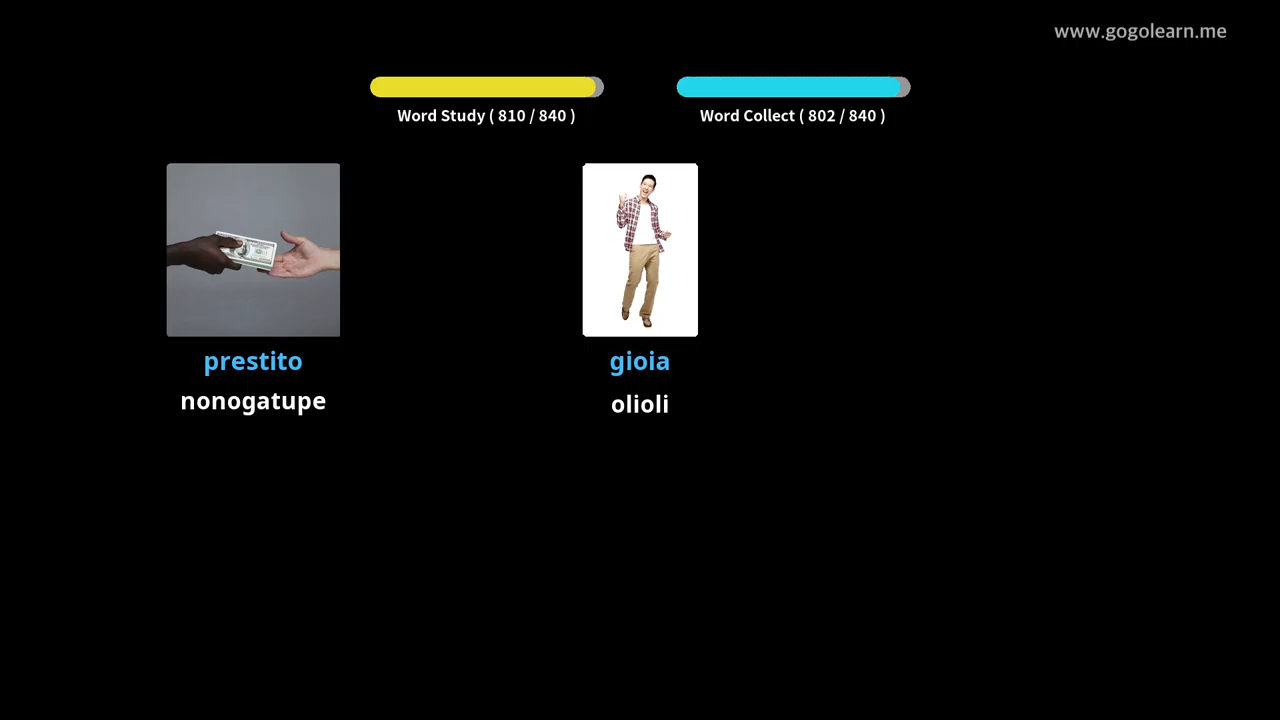 www.gogolearn.me
Word Study ( 810 / 840 )
Word Collect ( 802 / 840 )
prestito
nonogatupe
gioia
olioli